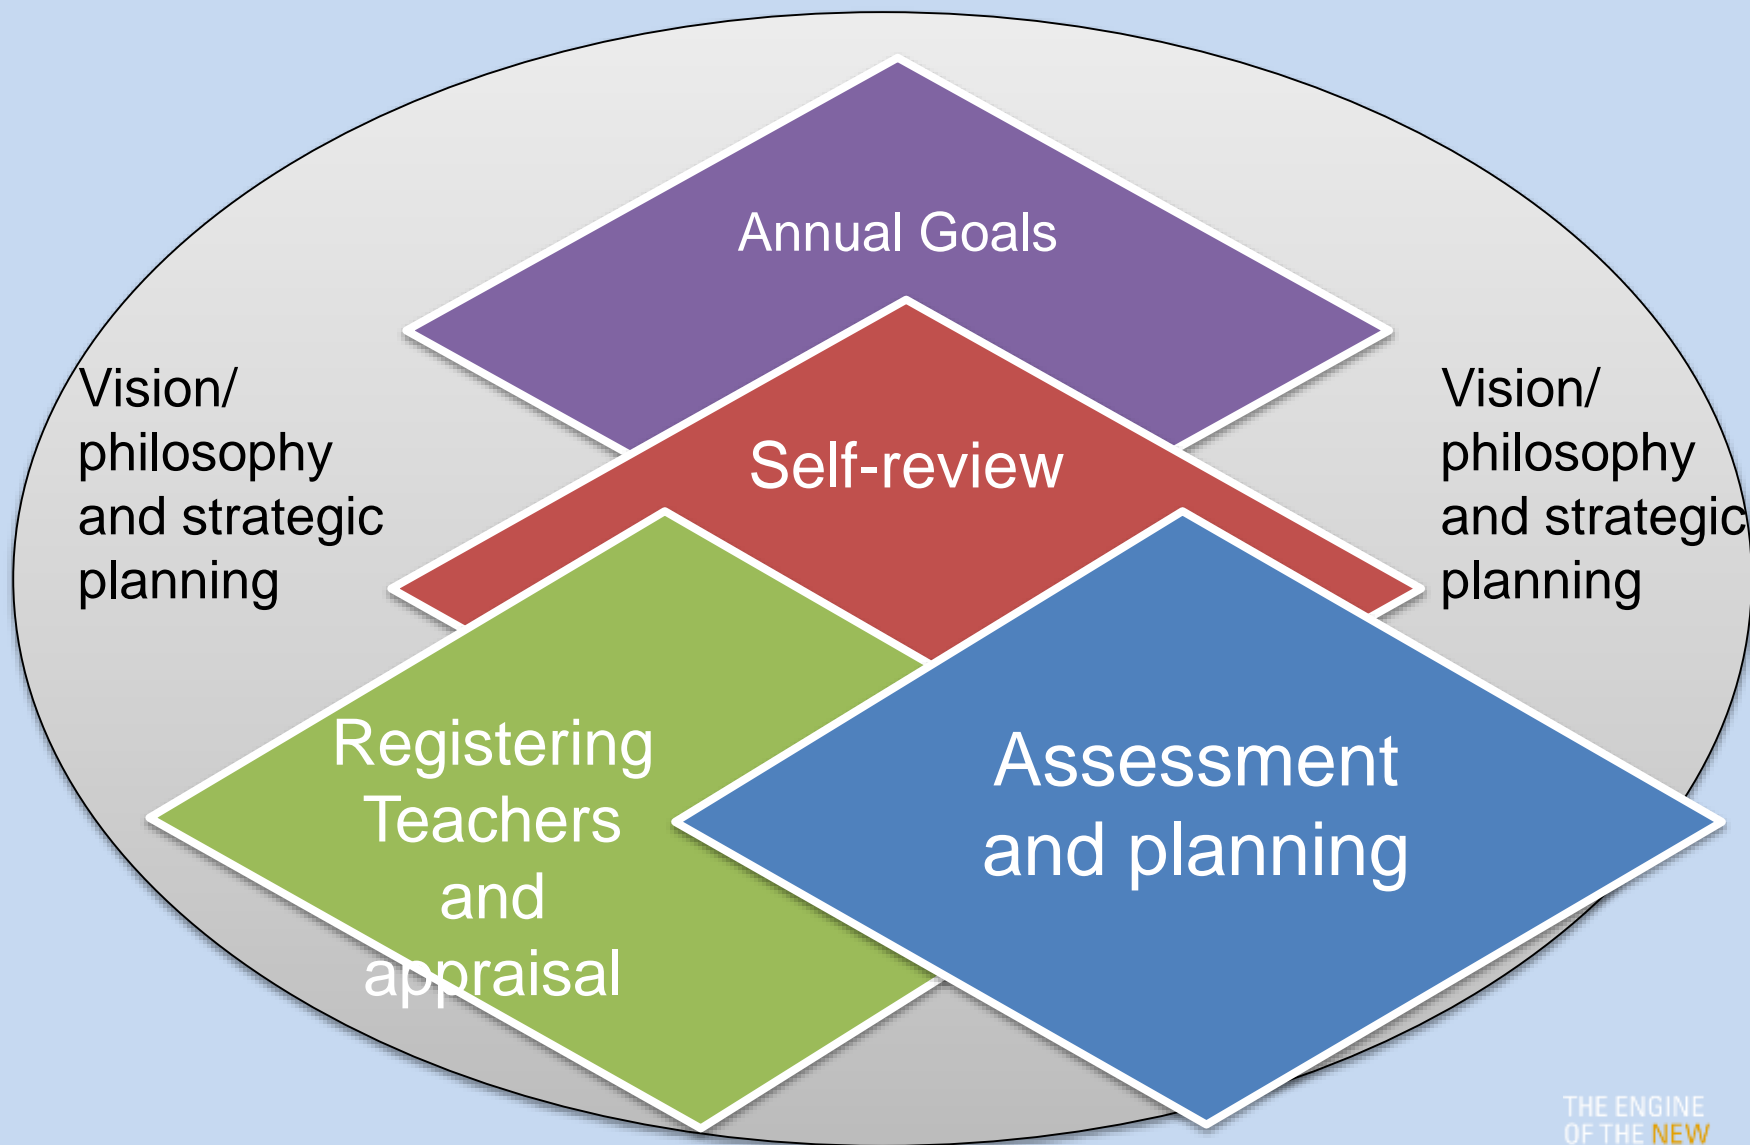 Annual Goals
Vision/
philosophy
and strategic
planning
Self-review
Vision/
philosophy
and strategic
planning
Registering
Teachers
and
appraisal
Assessment
and planning
THE ENGINE
OF THE NEW